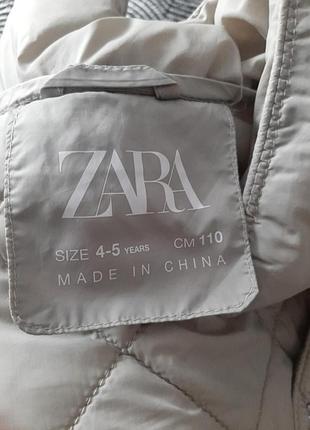 ZARA
SIZE 4-5 YEARS CM 110
MADE IN CHINA